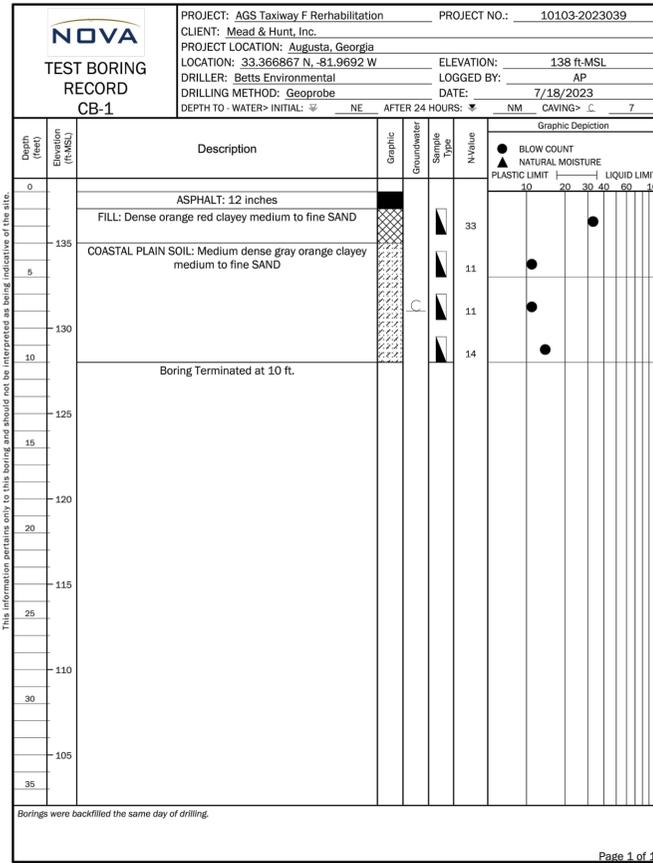 NOVA
TEST BORING
RECORD
CB-1
PROJECT: AGS Taxiway F Rerhabilitation PROJECT NO.: 10103-2023039
CLIENT: Mead & Hunt, Inc.
PROJECT LOCATION: Augusta, Georgia
LOCATION: 33.366867 N, -81.9692 W ELEVATION: 138 ft-MSL
DRILLER: Betts Environmental LOGGED BY: AP
DRILLING METHOD: Geoprobe DATE: 7/18/2023
DEPTH TO - WATER> INITIAL: NE AFTER 24 HOURS: NM CAVING> C 7
Depth (feet) Elevation (ft-MSL) Description Graphic Groundwater Sample Type N-Value
Graphic Depiction
BLOW COUNT
NATURAL MOISTURE
PLASTIC LIMIT LIQUID LIMIT
10 20 30 40 60
0
ASPHALT: 12 inches
FILL: Dense orange red clayey medium to fine SAND 33
135
COASTAL PLAIN SOIL: Medium dense gray orange clayey
medium to fine SAND
5 11
C 11
130
14
10
Boring Terminated at 10 ft.
125
15
120
20
115
25
110
30
105
35
Borings were backfilled the same day of drilling.
Page 1 of 1
This information pertains only to this boring and should not be interpreted as being indicative of the site.